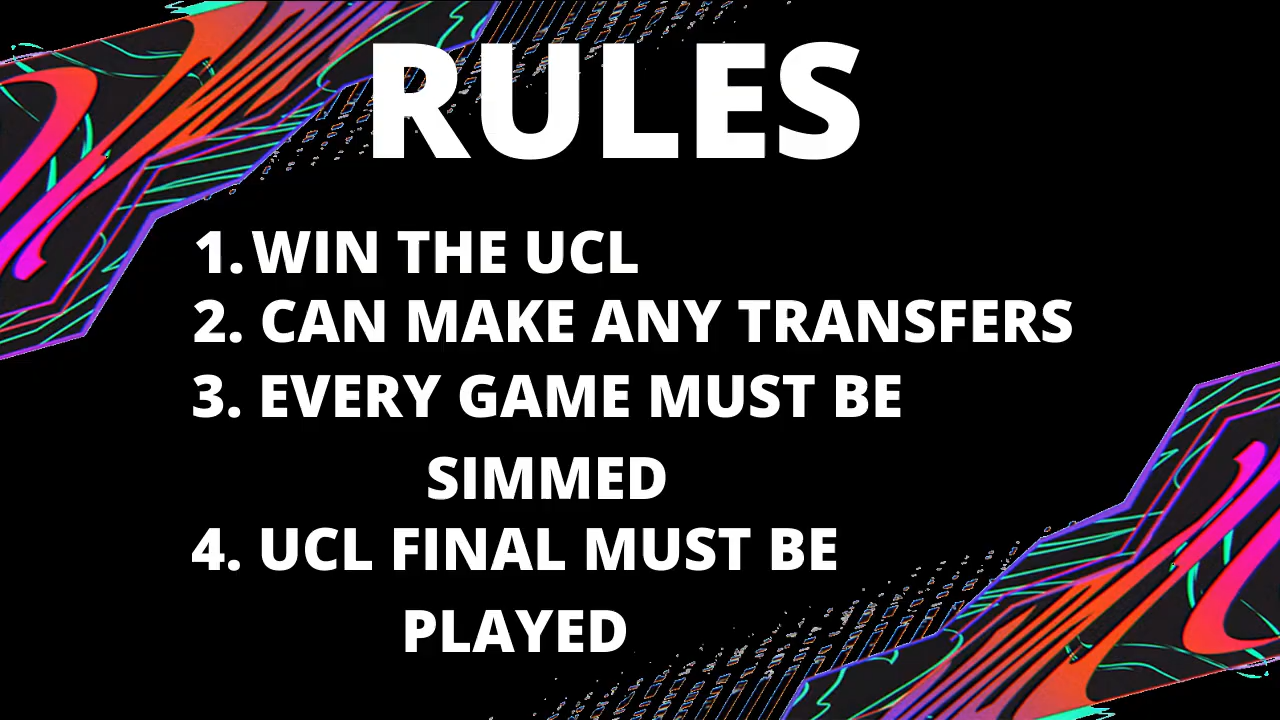 RULES
1. WIN THE UCL
2. CAN MAKE ANY TRANSFERS
3. EVERY GAME MUST BE
SIMMED
4. UCL FINAL MUST BE
PLAYED